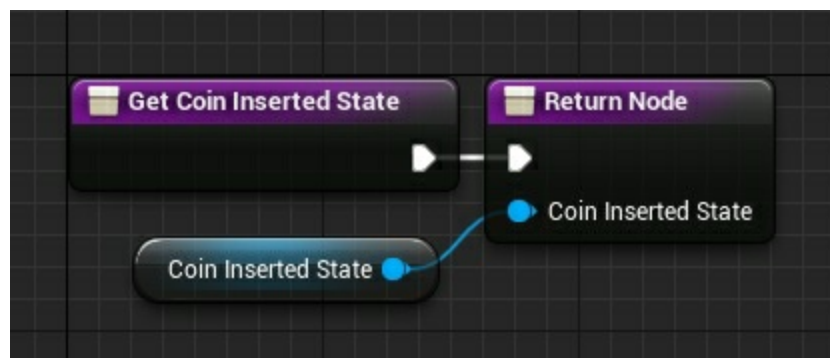 Get Coin Inserted State
Return Node
Coin Inserted State
Coin Inserted State